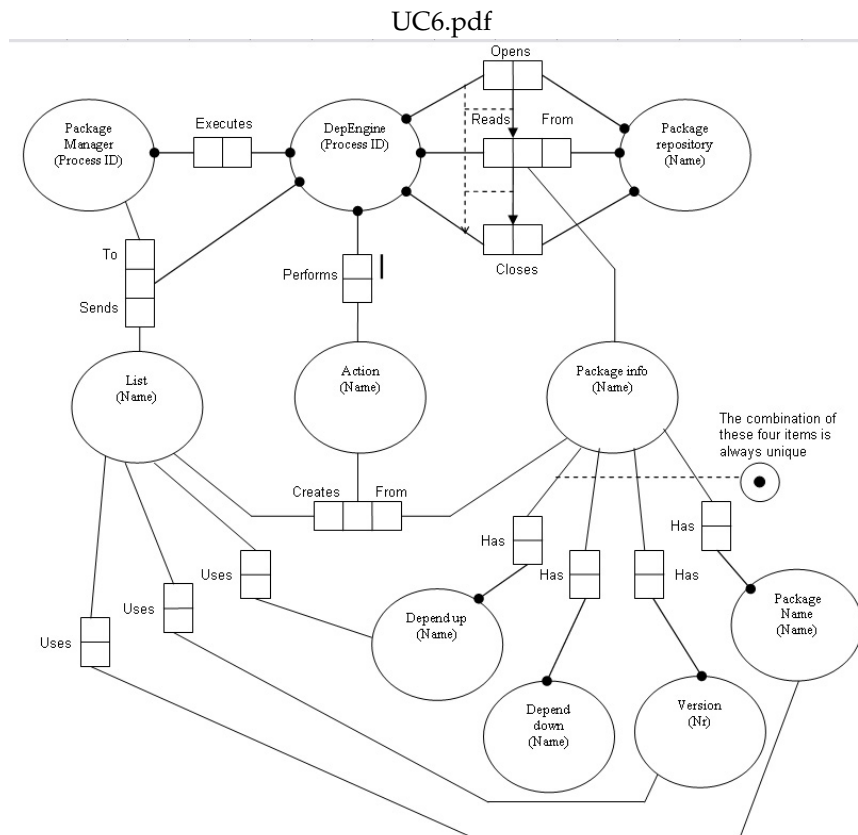 UC6.pdf
Opens
Package
Manager
(Process ID)
Executes
DepEngine
(Process ID)
Reads
From
Package
repository
(Name)
To
Sends
Performs
Closes
List
(Name)
Action
(Name)
Package info
(Name)
The combination of
these four items is
always unique
Creates
From
Has
Has
Has
Has
Uses
Uses
Uses
Depend up
(Name)
Depend
down
(Name)
Version
(Nr)
Package
Name
(Name)